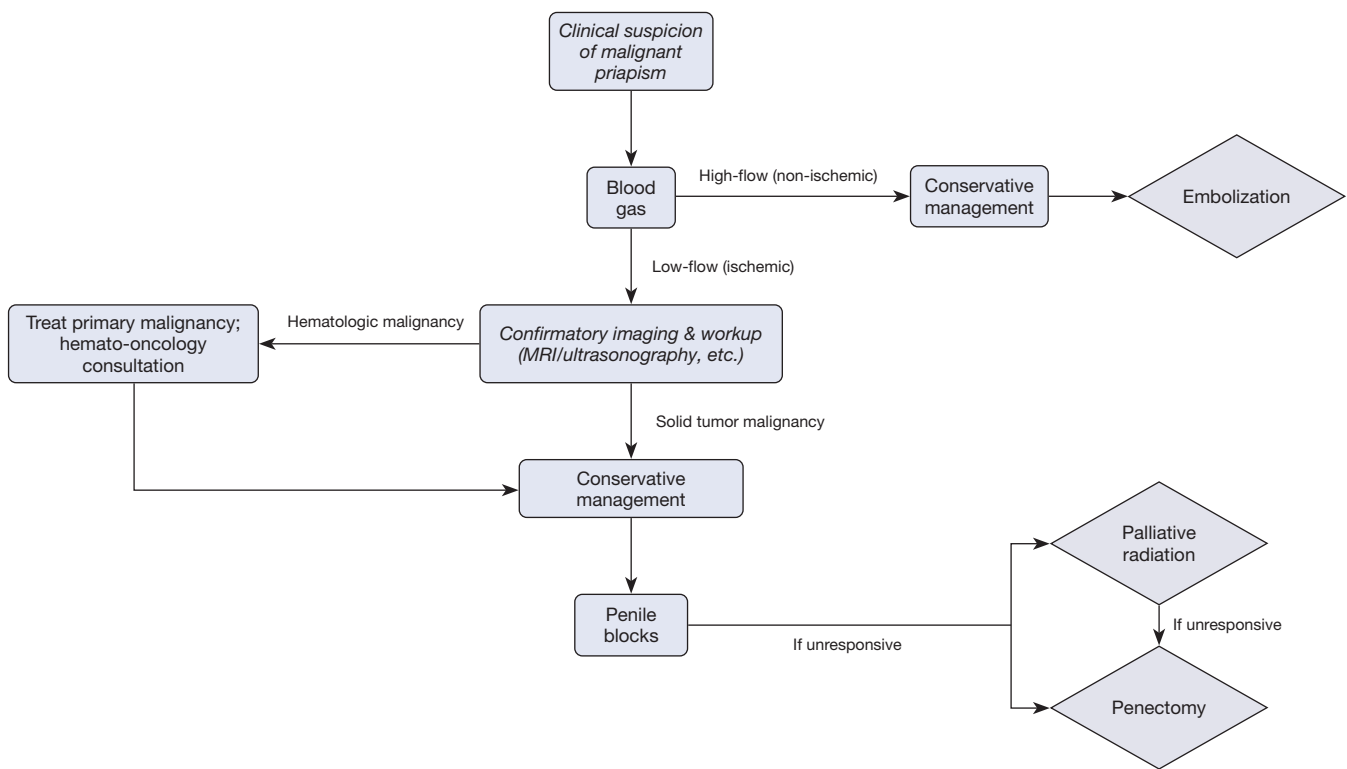 Clinical suspicion
of malignant
priapism
Blood
gas
High-flow (non-ischemic)
Conservative
management
Embolization
Low-flow (ischemic)
Treat primary malignancy;
hemato-oncology
consultation
Hematologic malignancy
Confirmatory imaging & workup
(MRI/ultrasonography, etc.)
Solid tumor malignancy
Conservative
management
Penile
blocks
If unresponsive
Palliative
radiation
If unresponsive
Penectomy